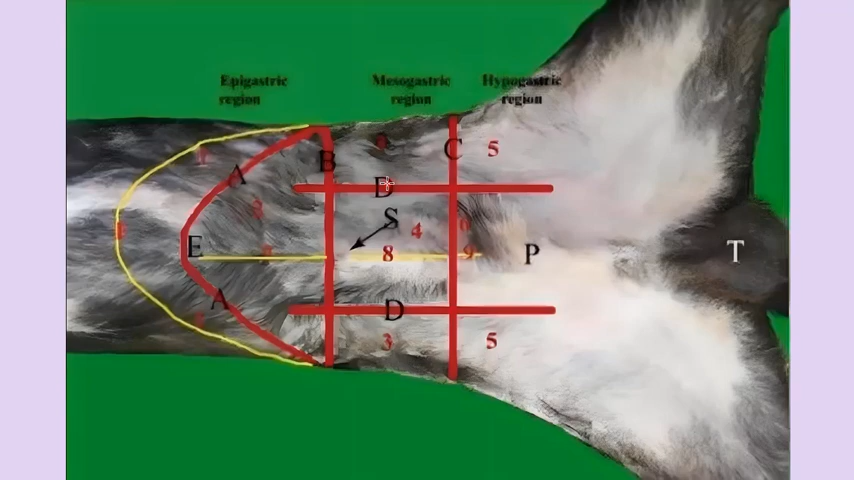 Epigastric
region
Mesogastric
region
Hypogastric
region
B
C
5
A
D
S
4
E
8
9
P
T
A
D
3
5